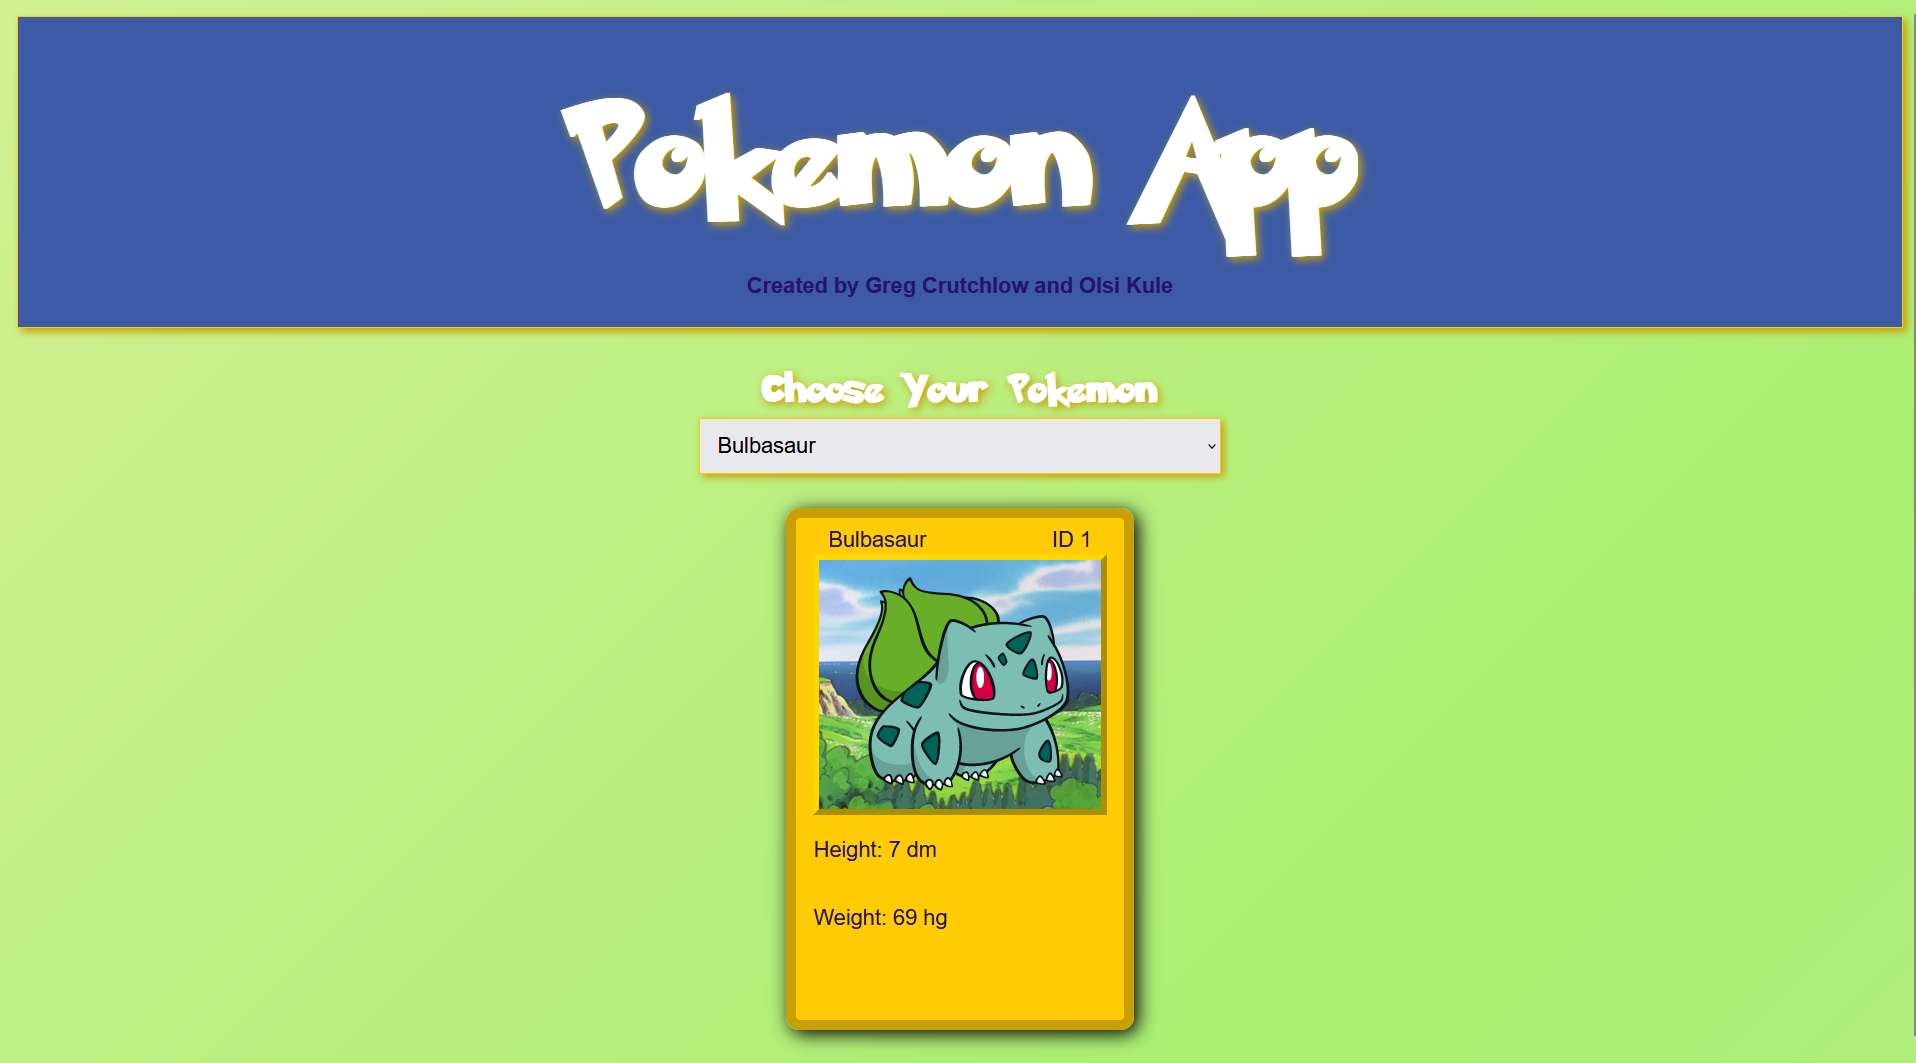 Pokemon App
Created by Greg Crutchlow and Olsi Kule
Choose Your Pokemon
Bulbasaur
Bulbasaur ID 1
Height: 7 dm
Weight: 69 hg